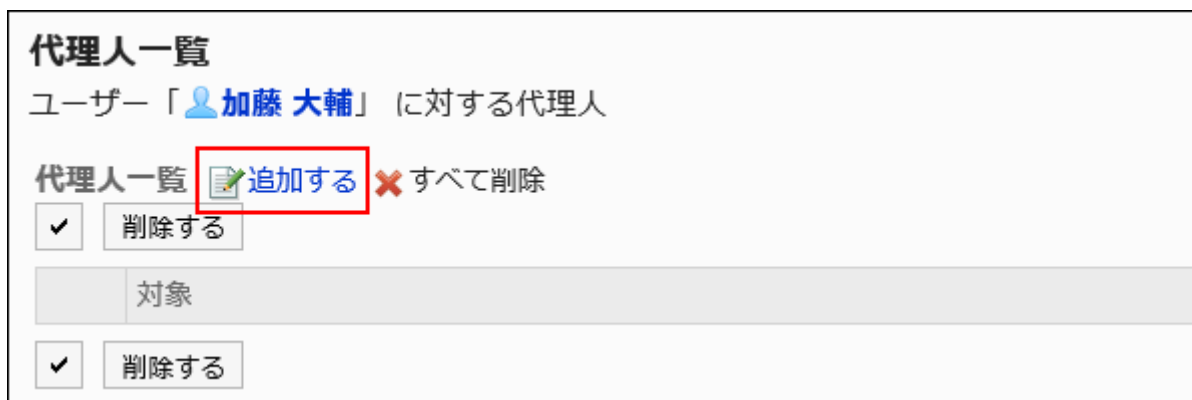 代理人一覧
ユーザー「加藤 大輔」 に対する代理人
代理人一覧 追加する すべて削除
削除する
対象
削除する